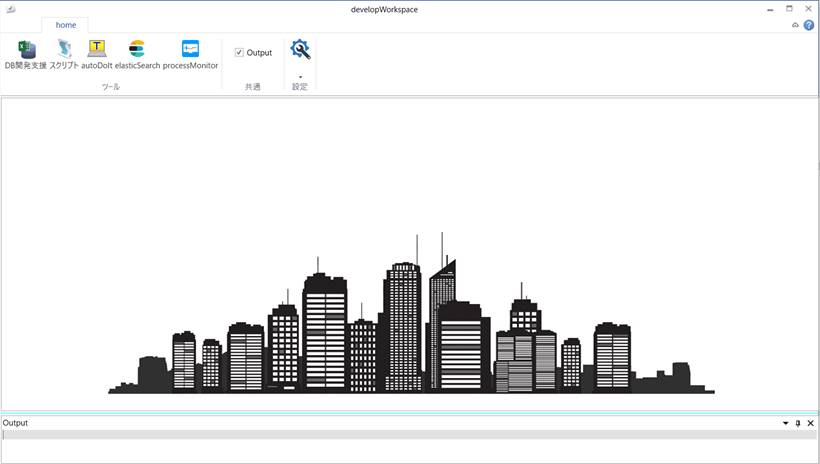 developWorkspace
home
DB開発支援 スクリプト autoDoIt elasticSearch processMonitor
Output
ツール 共通 設定
Output